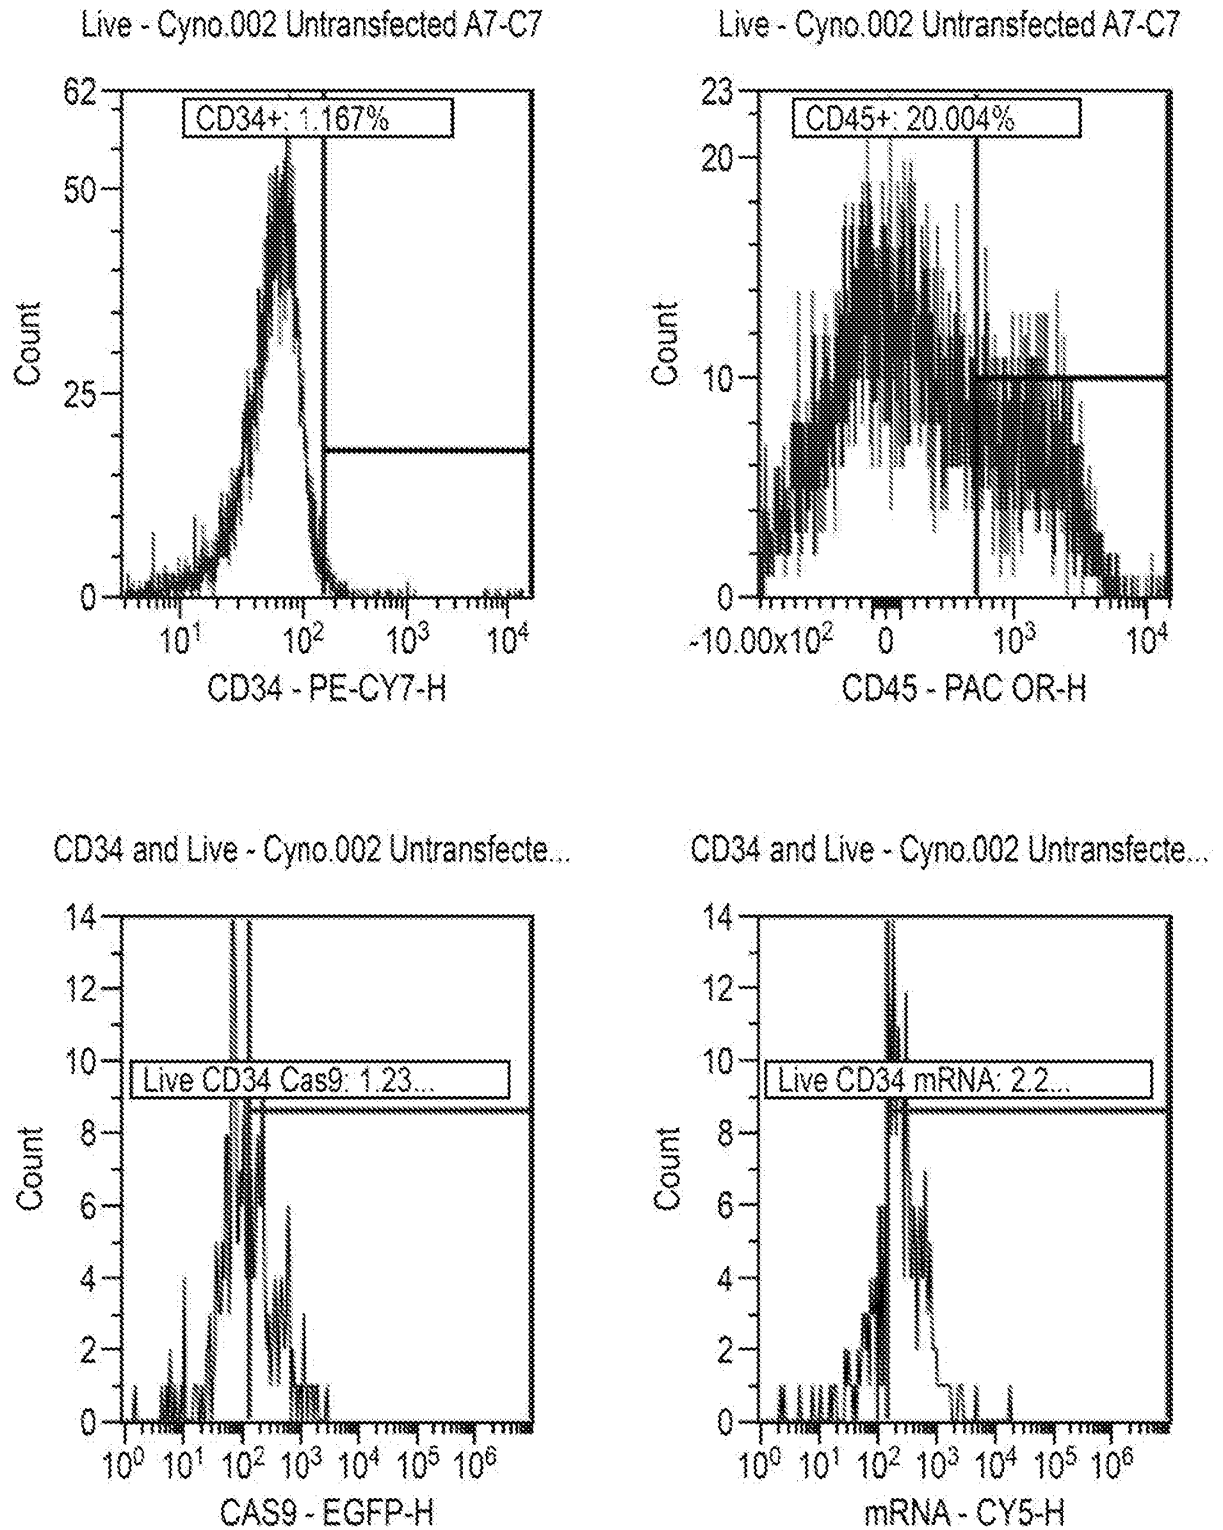 Live - Cyno.002 Untransfected A7-C7
62
50
25
0
Count
CD34+: 1.167%
10¹ 10² 10³ 10⁴
CD34 - PE-CY7-H
Live - Cyno.002 Untransfected A7-C7
23
20
10
0
Count
CD45+: 20.004%
-10.00x10² 0 10³ 10⁴
CD45 - PAC OR-H
CD34 and Live - Cyno.002 Untransfecte...
14
12
10
8
6
4
2
0
Count
Live CD34 Cas9: 1.23...
10⁰ 10¹ 10² 10³ 10⁴ 10⁵ 10⁶
CAS9 - EGFP-H
CD34 and Live - Cyno.002 Untransfecte...
14
12
10
8
6
4
2
0
Count
Live CD34 mRNA: 2.2...
10⁰ 10¹ 10² 10³ 10⁴ 10⁵ 10⁶
mRNA - CY5-H